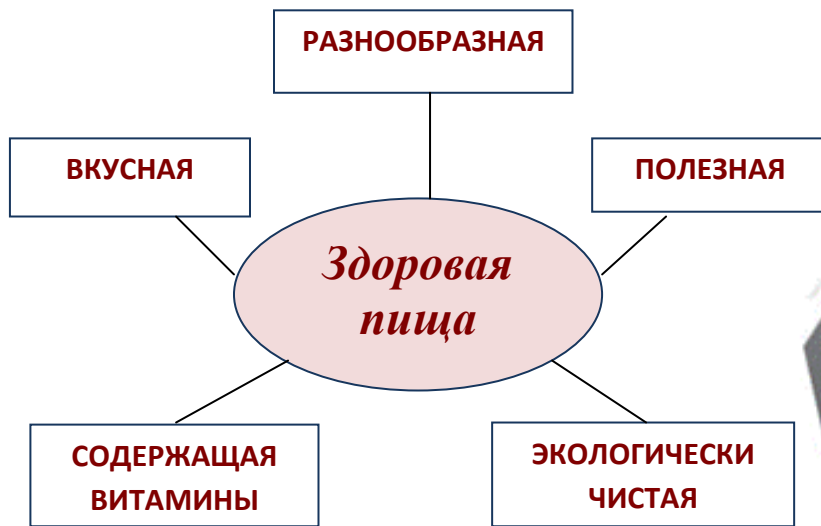 РАЗНООБРАЗНАЯ
ВКУСНАЯ
ПОЛЕЗНАЯ
Здоровая
пища
СОДЕРЖАЩАЯ
ВИТАМИНЫ
ЭКОЛОГИЧЕСКИ
ЧИСТАЯ